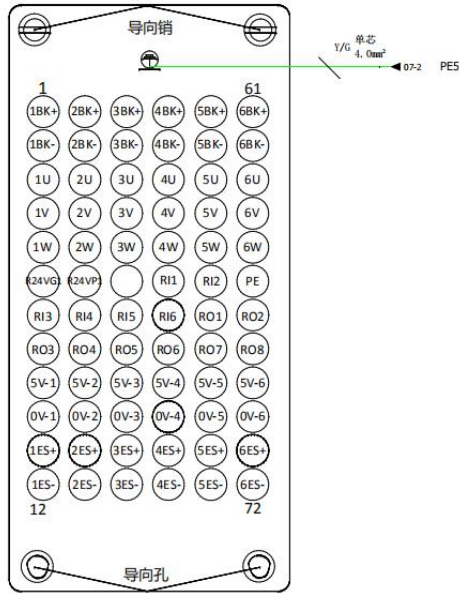 导向销
Y/G 单芯
4.0mm²
07-2 PE5
1 61
1BK+ 2BK+ 3BK+ 4BK+ 5BK+ 6BK+
1BK- 2BK- 3BK- 4BK- 5BK- 6BK-
1U 2U 3U 4U 5U 6U
1V 2V 3V 4V 5V 6V
1W 2W 3W 4W 5W 6W
R24VG1 R24VP1 RI1 RI2 PE
RI3 RI4 RI5 RI6 RO1 RO2
RO3 RO4 RO5 RO6 RO7 RO8
5V-1 5V-2 5V-3 5V-4 5V-5 5V-6
0V-1 0V-2 0V-3 0V-4 0V-5 0V-6
1ES+ 2ES+ 3ES+ 4ES+ 5ES+ 6ES+
1ES- 2ES- 3ES- 4ES- 5ES- 6ES-
12 72
导向孔